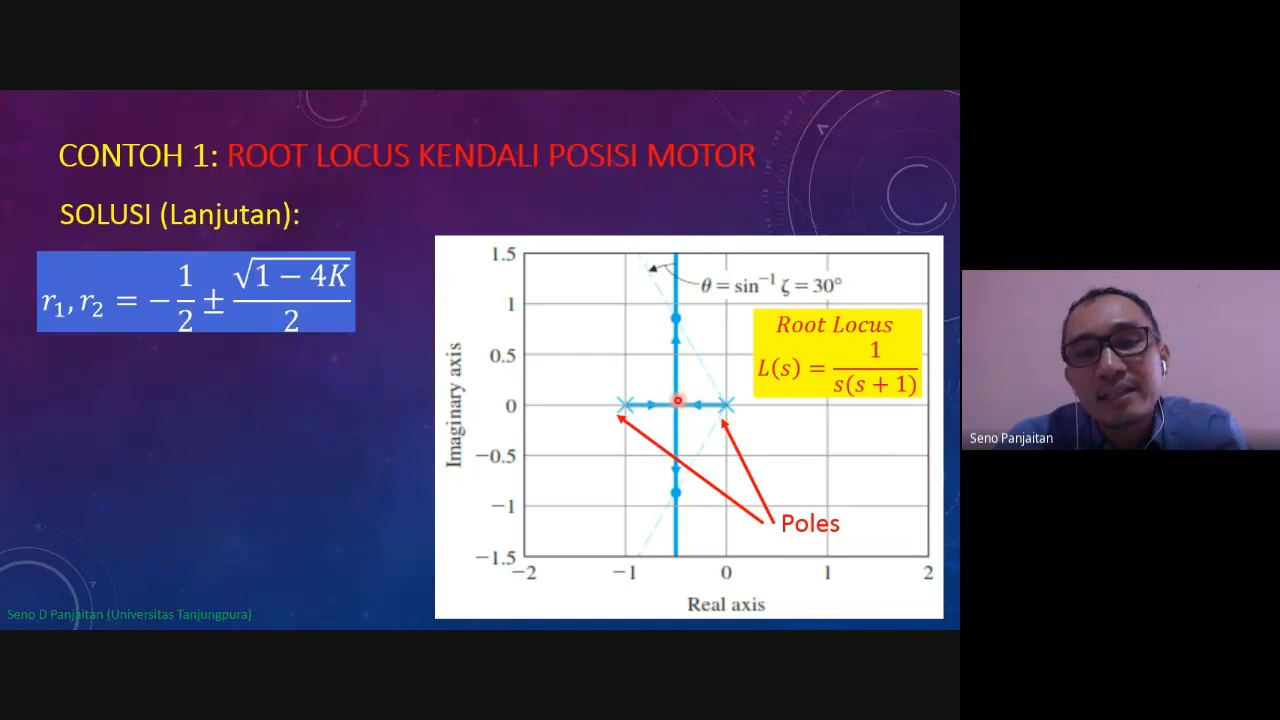 CONTOH 1: ROOT LOCUS KENDALI POSISI MOTOR
SOLUSI (Lanjutan):
r₁, r₂ = −1/2 ± √(1 − 4K)/2
θ = sin⁻¹ ζ = 30°
Root Locus
L(s) = 1/s(s + 1)
Imaginary axis
1.5
1
0.5
0
−0.5
−1
−1.5
−2
−1
0
1
2
Real axis
Poles
Seno D Panjaitan (Universitas Tanjungpura)
Seno Panjaitan